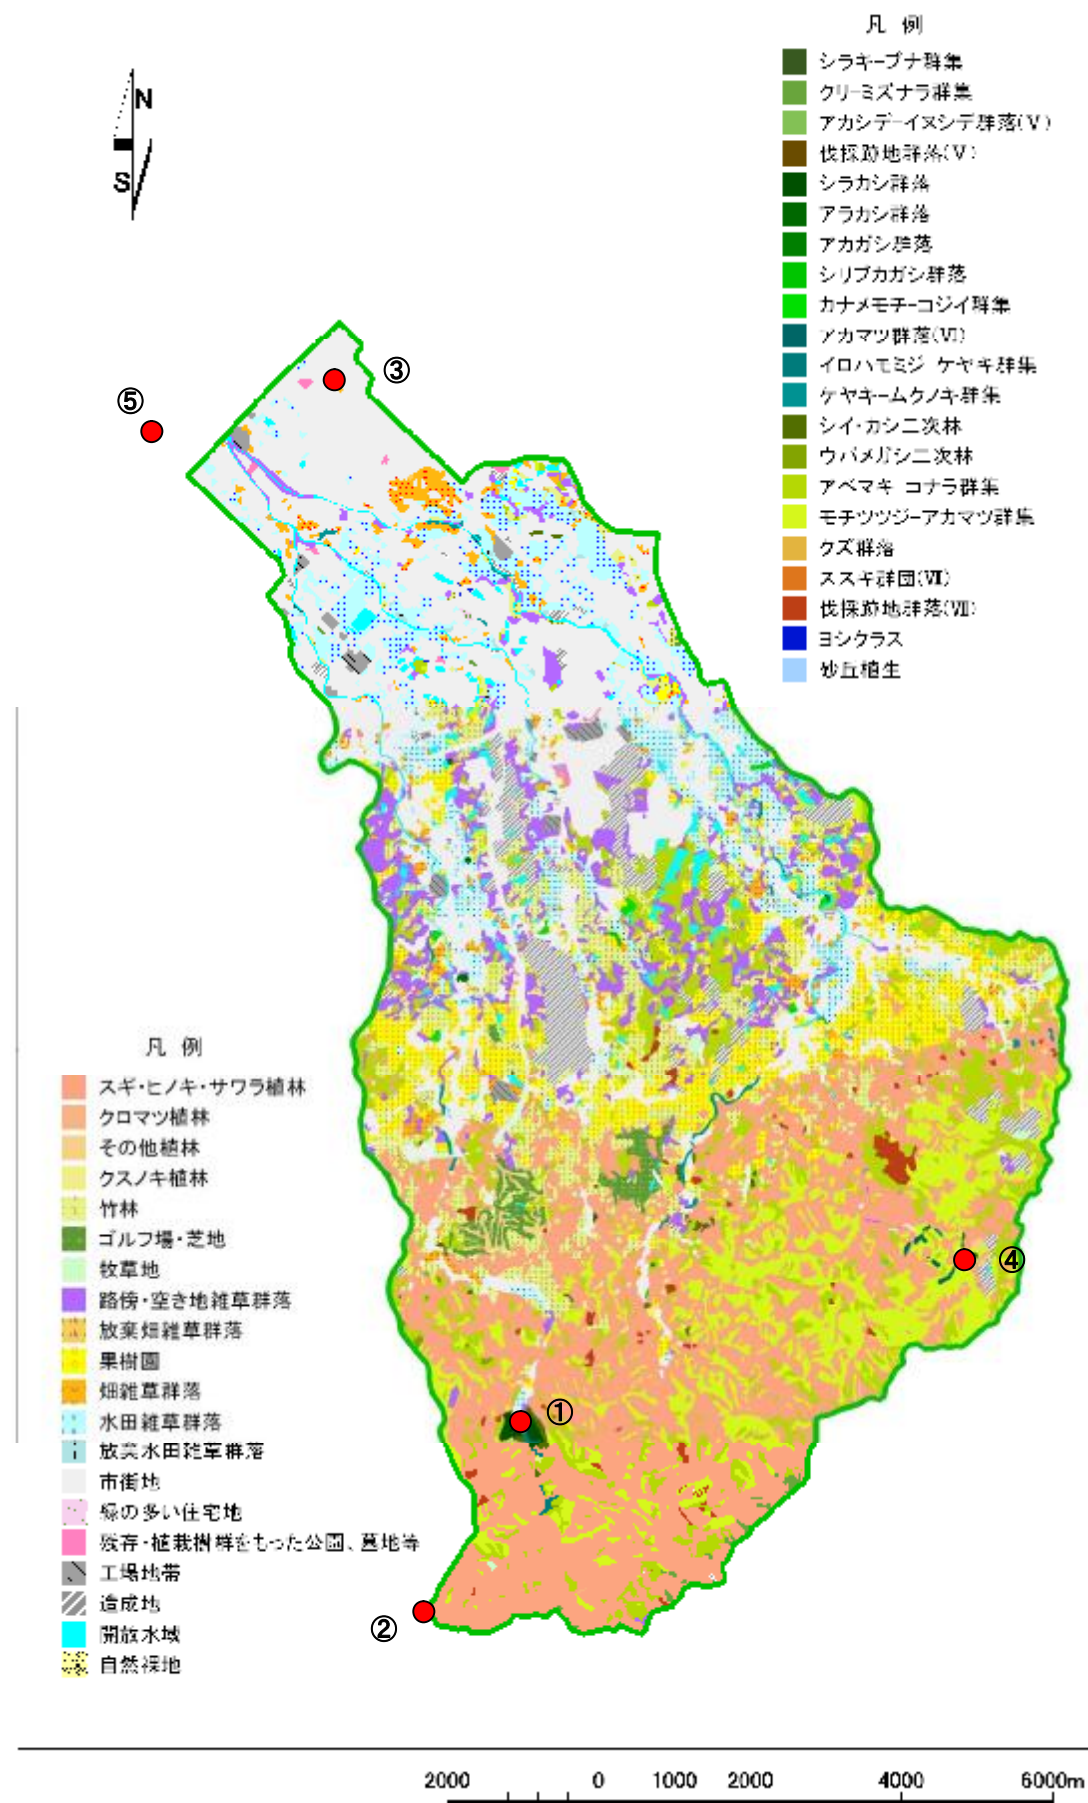 凡 例
シラキーブナ群集
クリーミズナラ群集
アカシデーイヌシデ群落(Ⅴ)
伐採跡地群落(Ⅴ)
シラカシ群落
アラカシ群落
アカガシ群落
シリブカガシ群落
カナメモチーコジイ群集
アカマツ群落(Ⅵ)
イロハモミジ ケヤキ群集
ケヤキームクノキ群集
シイ・カシ二次林
ウバメガシ二次林
アベマキ コナラ群集
モチツツジーアカマツ群集
クズ群落
ススキ群団(Ⅶ)
伐採跡地群落(Ⅶ)
ヨシクラス
砂丘植生
N
S
③
⑤
④
①
②
凡 例
スギ・ヒノキ・サワラ植林
クロマツ植林
その他植林
クスノキ植林
竹林
ゴルフ場・芝地
牧草地
路傍・空き地雑草群落
放棄畑雑草群落
果樹園
畑雑草群落
水田雑草群落
放棄水田雑草群落
市街地
緑の多い住宅地
残存・植栽樹群をもった公園、墓地等
工場地帯
造成地
開放水域
自然裸地
2000 0 1000 2000 4000 6000m